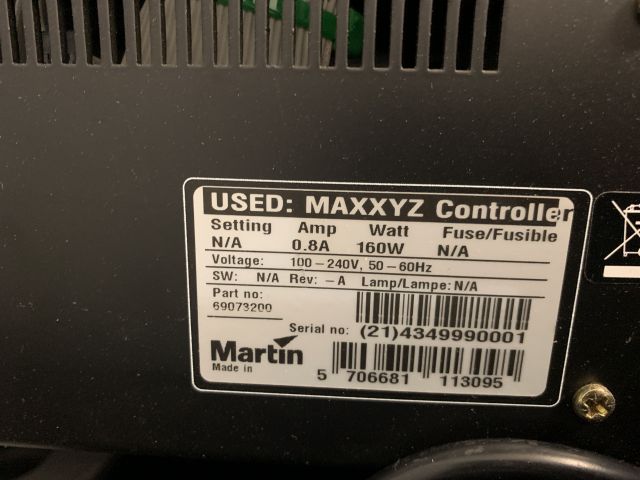 USED: MAXXYZ Controller
Setting Amp Watt Fuse/Fusible
N/A 0.8A 160W N/A
Voltage: 100-240V, 50-60Hz
SW: N/A Rev: -A Lamp/Lampe: N/A
Part no:
69073200
Serial no: (21)4349990001
Martin
Made in
5 706681 113095